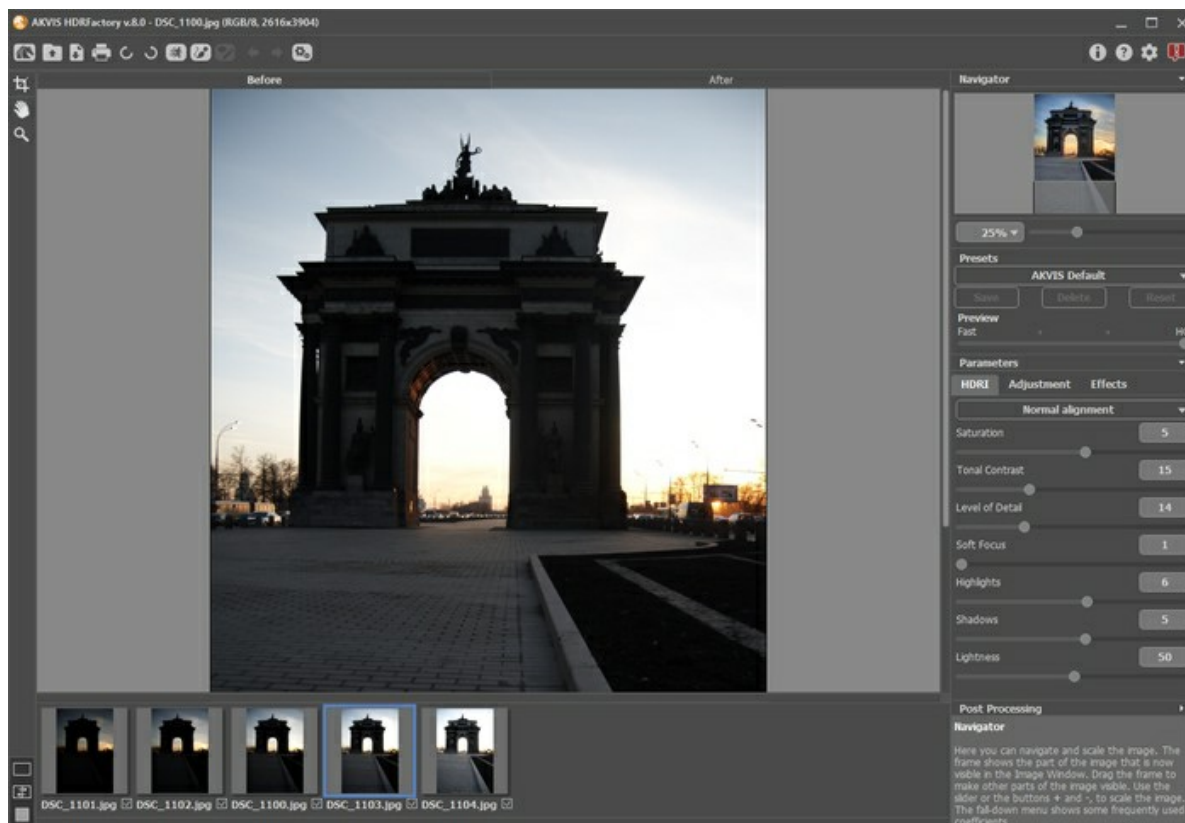 AKVIS HDRFactory v.8.0 - DSC_1100.jpg (RGB/8, 2616x3904)
Before
After
Navigator
25%
Presets
AKVIS Default
Save
Delete
Reset
Preview
Fast
HQ
Parameters
HDRI
Adjustment
Effects
Normal alignment
Saturation
5
Tonal Contrast
15
Level of Detail
14
Soft Focus
1
Highlights
6
Shadows
5
Lightness
50
Post Processing
Navigator
Here you can navigate and scale the image. The
frame shows the part of the image that is now
visible in the Image Window. Drag the frame to
make other parts of the image visible. Use the
slider or the buttons + and -, to scale the image.
The fall-down menu shows some frequently used
coefficients.
DSC_1101.jpg
DSC_1102.jpg
DSC_1100.jpg
DSC_1103.jpg
DSC_1104.jpg